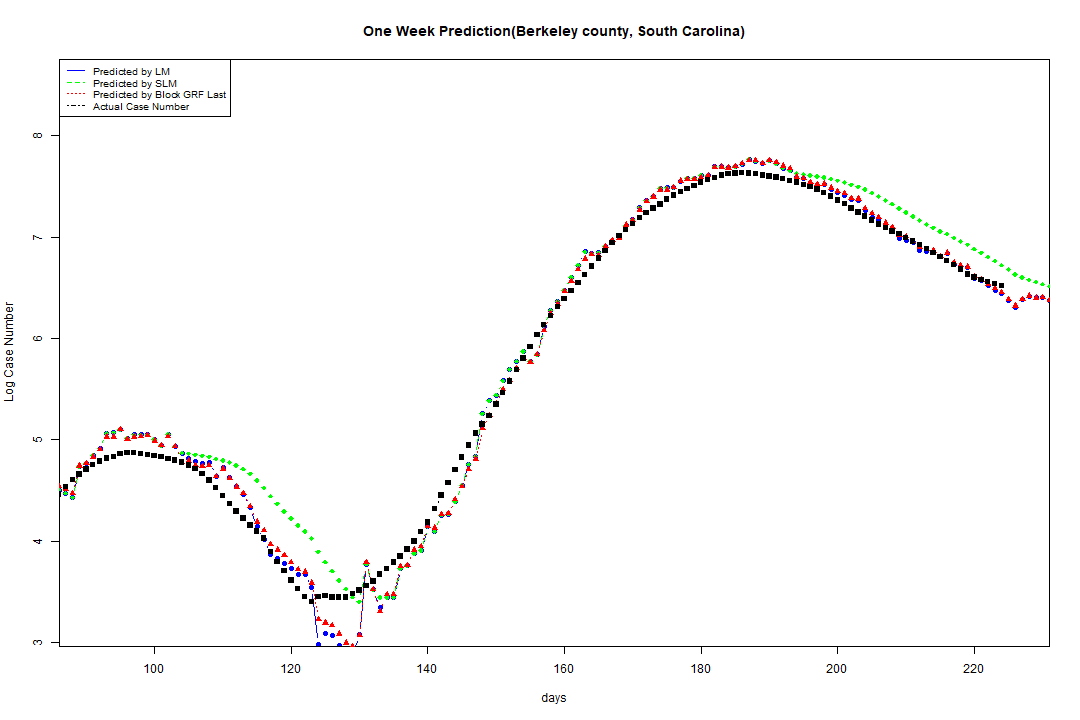 One Week Prediction(Berkeley county, South Carolina)
Predicted by LM
Predicted by SLM
Predicted by Block GRF Last
Actual Case Number
8
7
6
5
4
3
Log Case Number
100 120 140 160 180 200 220
days